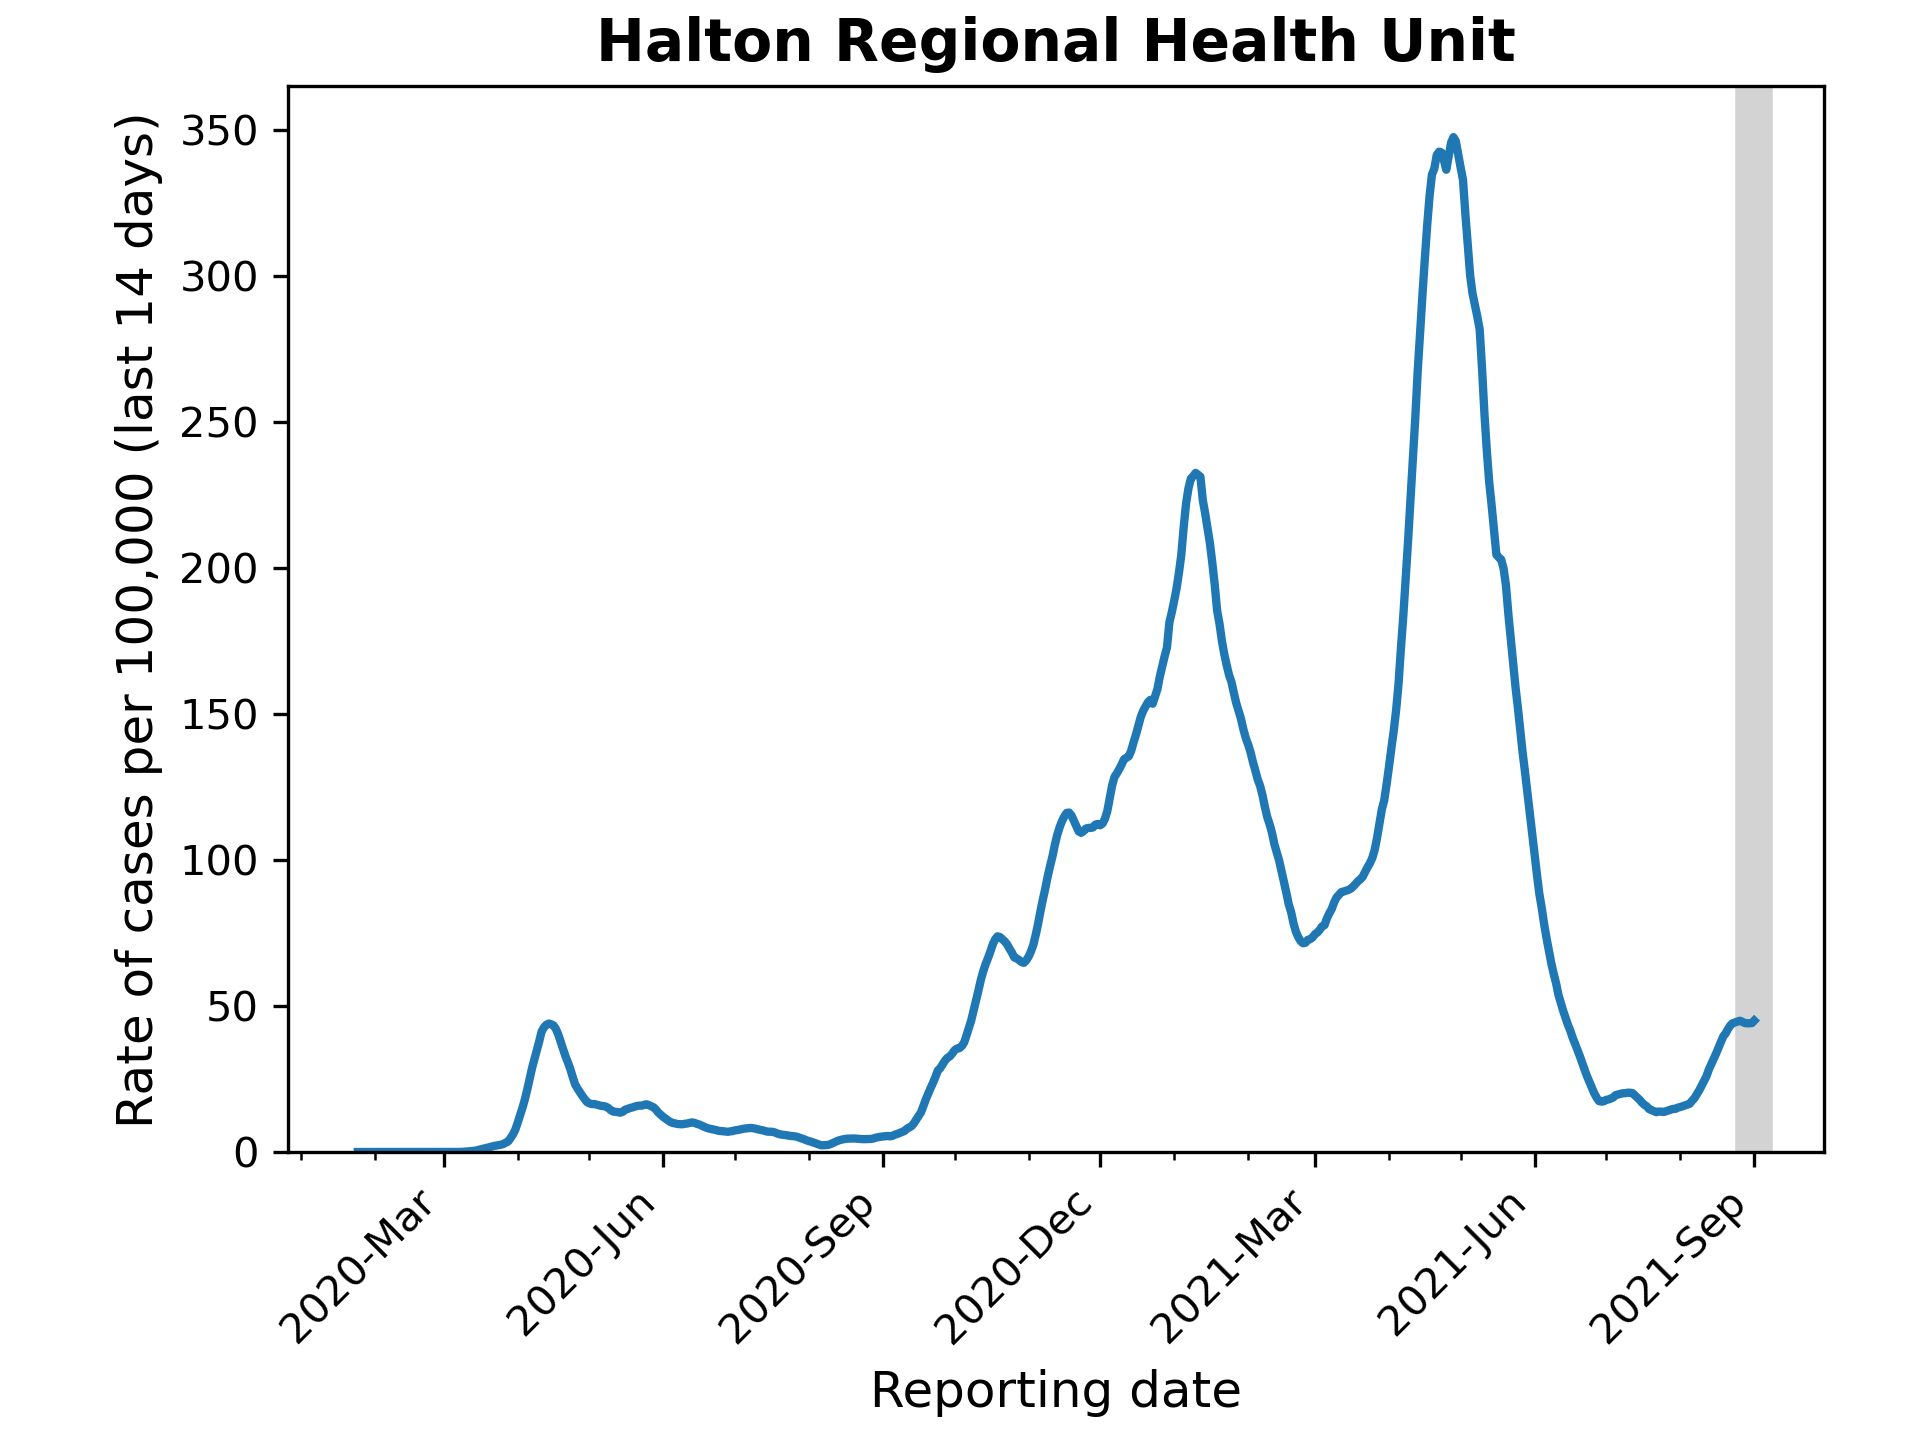 Halton Regional Health Unit
Rate of cases per 100,000 (last 14 days)
350
300
250
200
150
100
50
0
2020-Mar
2020-Jun
2020-Sep
2020-Dec
2021-Mar
2021-Jun
2021-Sep
Reporting date